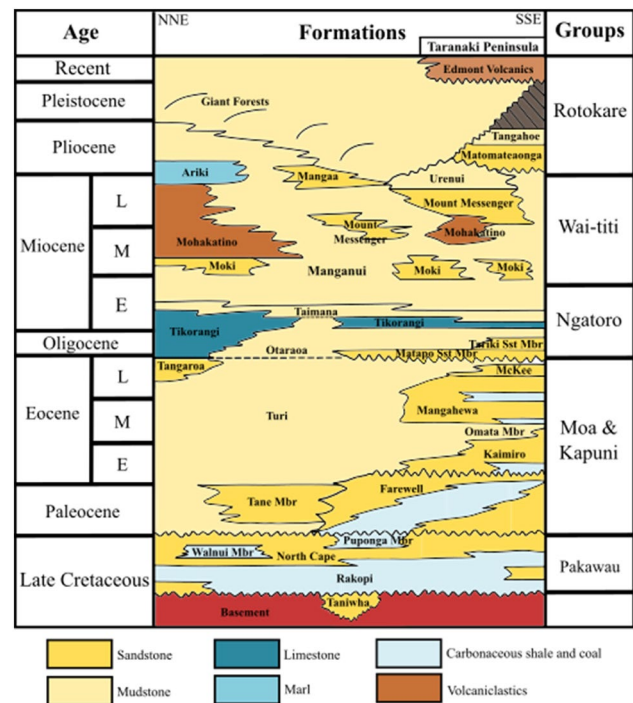 Age
NNE
Formations
SSE
Groups
Taranaki Peninsula
Recent
Edmont Volcanics
Pleistocene
Giant Forests
Rotokare
Tangahoe
Pliocene
Matomateaonga
Ariki
Mangaa
Urenui
L
Mount Messenger
Miocene
Wai-titi
Mount
Messenger
Mohakatino
Mohakatino
M
Moki
Manganui
Moki
Moki
E
Taimana
Tikorangi
Tikorangi
Ngatoro
Oligocene
Otaraoa
Tariki Sst Mbr
Matapo Sst Mbr
Tangaroa
McKee
L
Eocene
Turi
Mangahewa
M
Omata Mbr
Moa &
Kapuni
E
Kaimiro
Farewell
Paleocene
Tane Mbr
Puponga Mbr
Walnui Mbr
North Cape
Late Cretaceous
Rakopi
Pakawau
Basement
Taniwha
Sandstone
Limestone
Carbonaceous shale and coal
Mudstone
Marl
Volcaniclastics